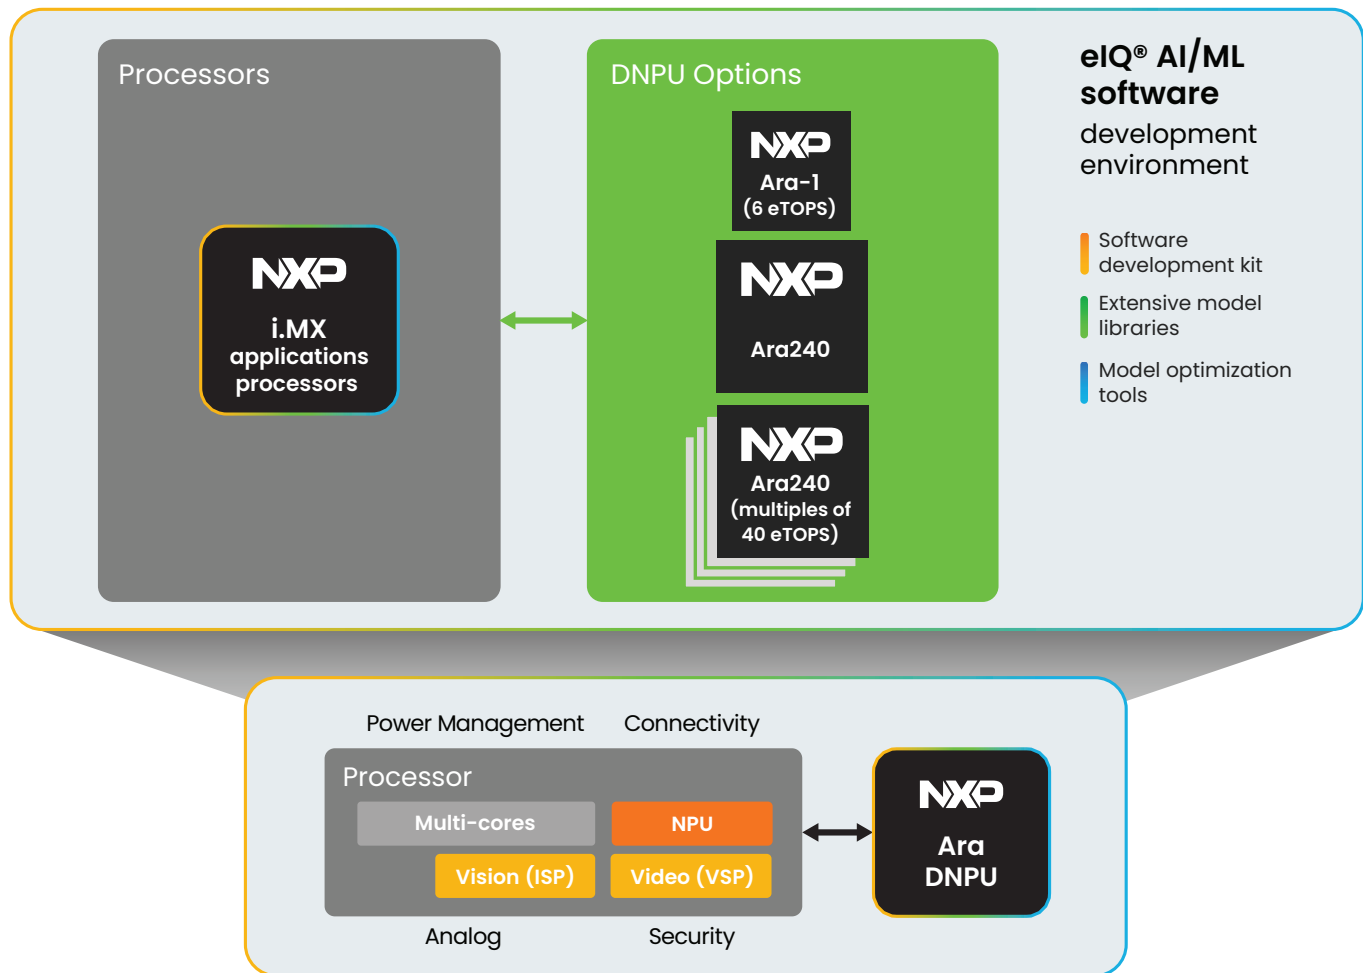 Processors
NXP
i.MX
applications
processors
DNPU Options
NXP
Ara-1
(6 eTOPS)
NXP
Ara240
NXP
Ara240
(multiples of
40 eTOPS)
eIQ® AI/ML
software
development
environment
Software
development kit
Extensive model
libraries
Model optimization
tools
Power Management
Connectivity
Processor
Multi-cores
NPU
Vision (ISP)
Video (VSP)
Analog
Security
NXP
Ara
DNPU